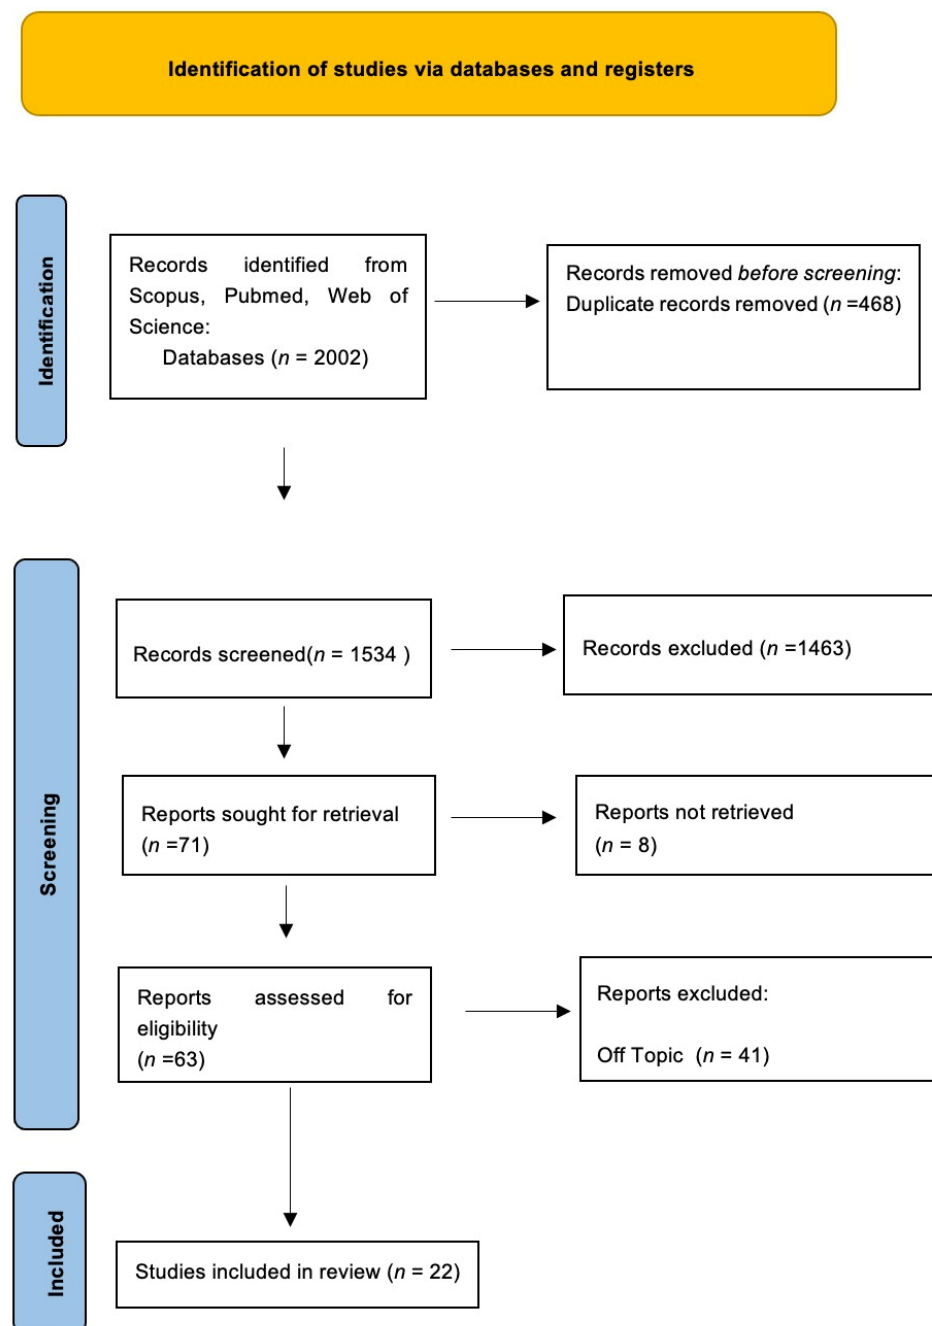 Identification of studies via databases and registers
Identification
Records identified from
Scopus, Pubmed, Web of
Science:
Databases (n = 2002)
Records removed before screening:
Duplicate records removed (n =468)
Screening
Records screened(n = 1534 )
Records excluded (n =1463)
Reports sought for retrieval
(n =71)
Reports not retrieved
(n = 8)
Reports assessed for
eligibility
(n =63)
Reports excluded:
Off Topic (n = 41)
Included
Studies included in review (n = 22)